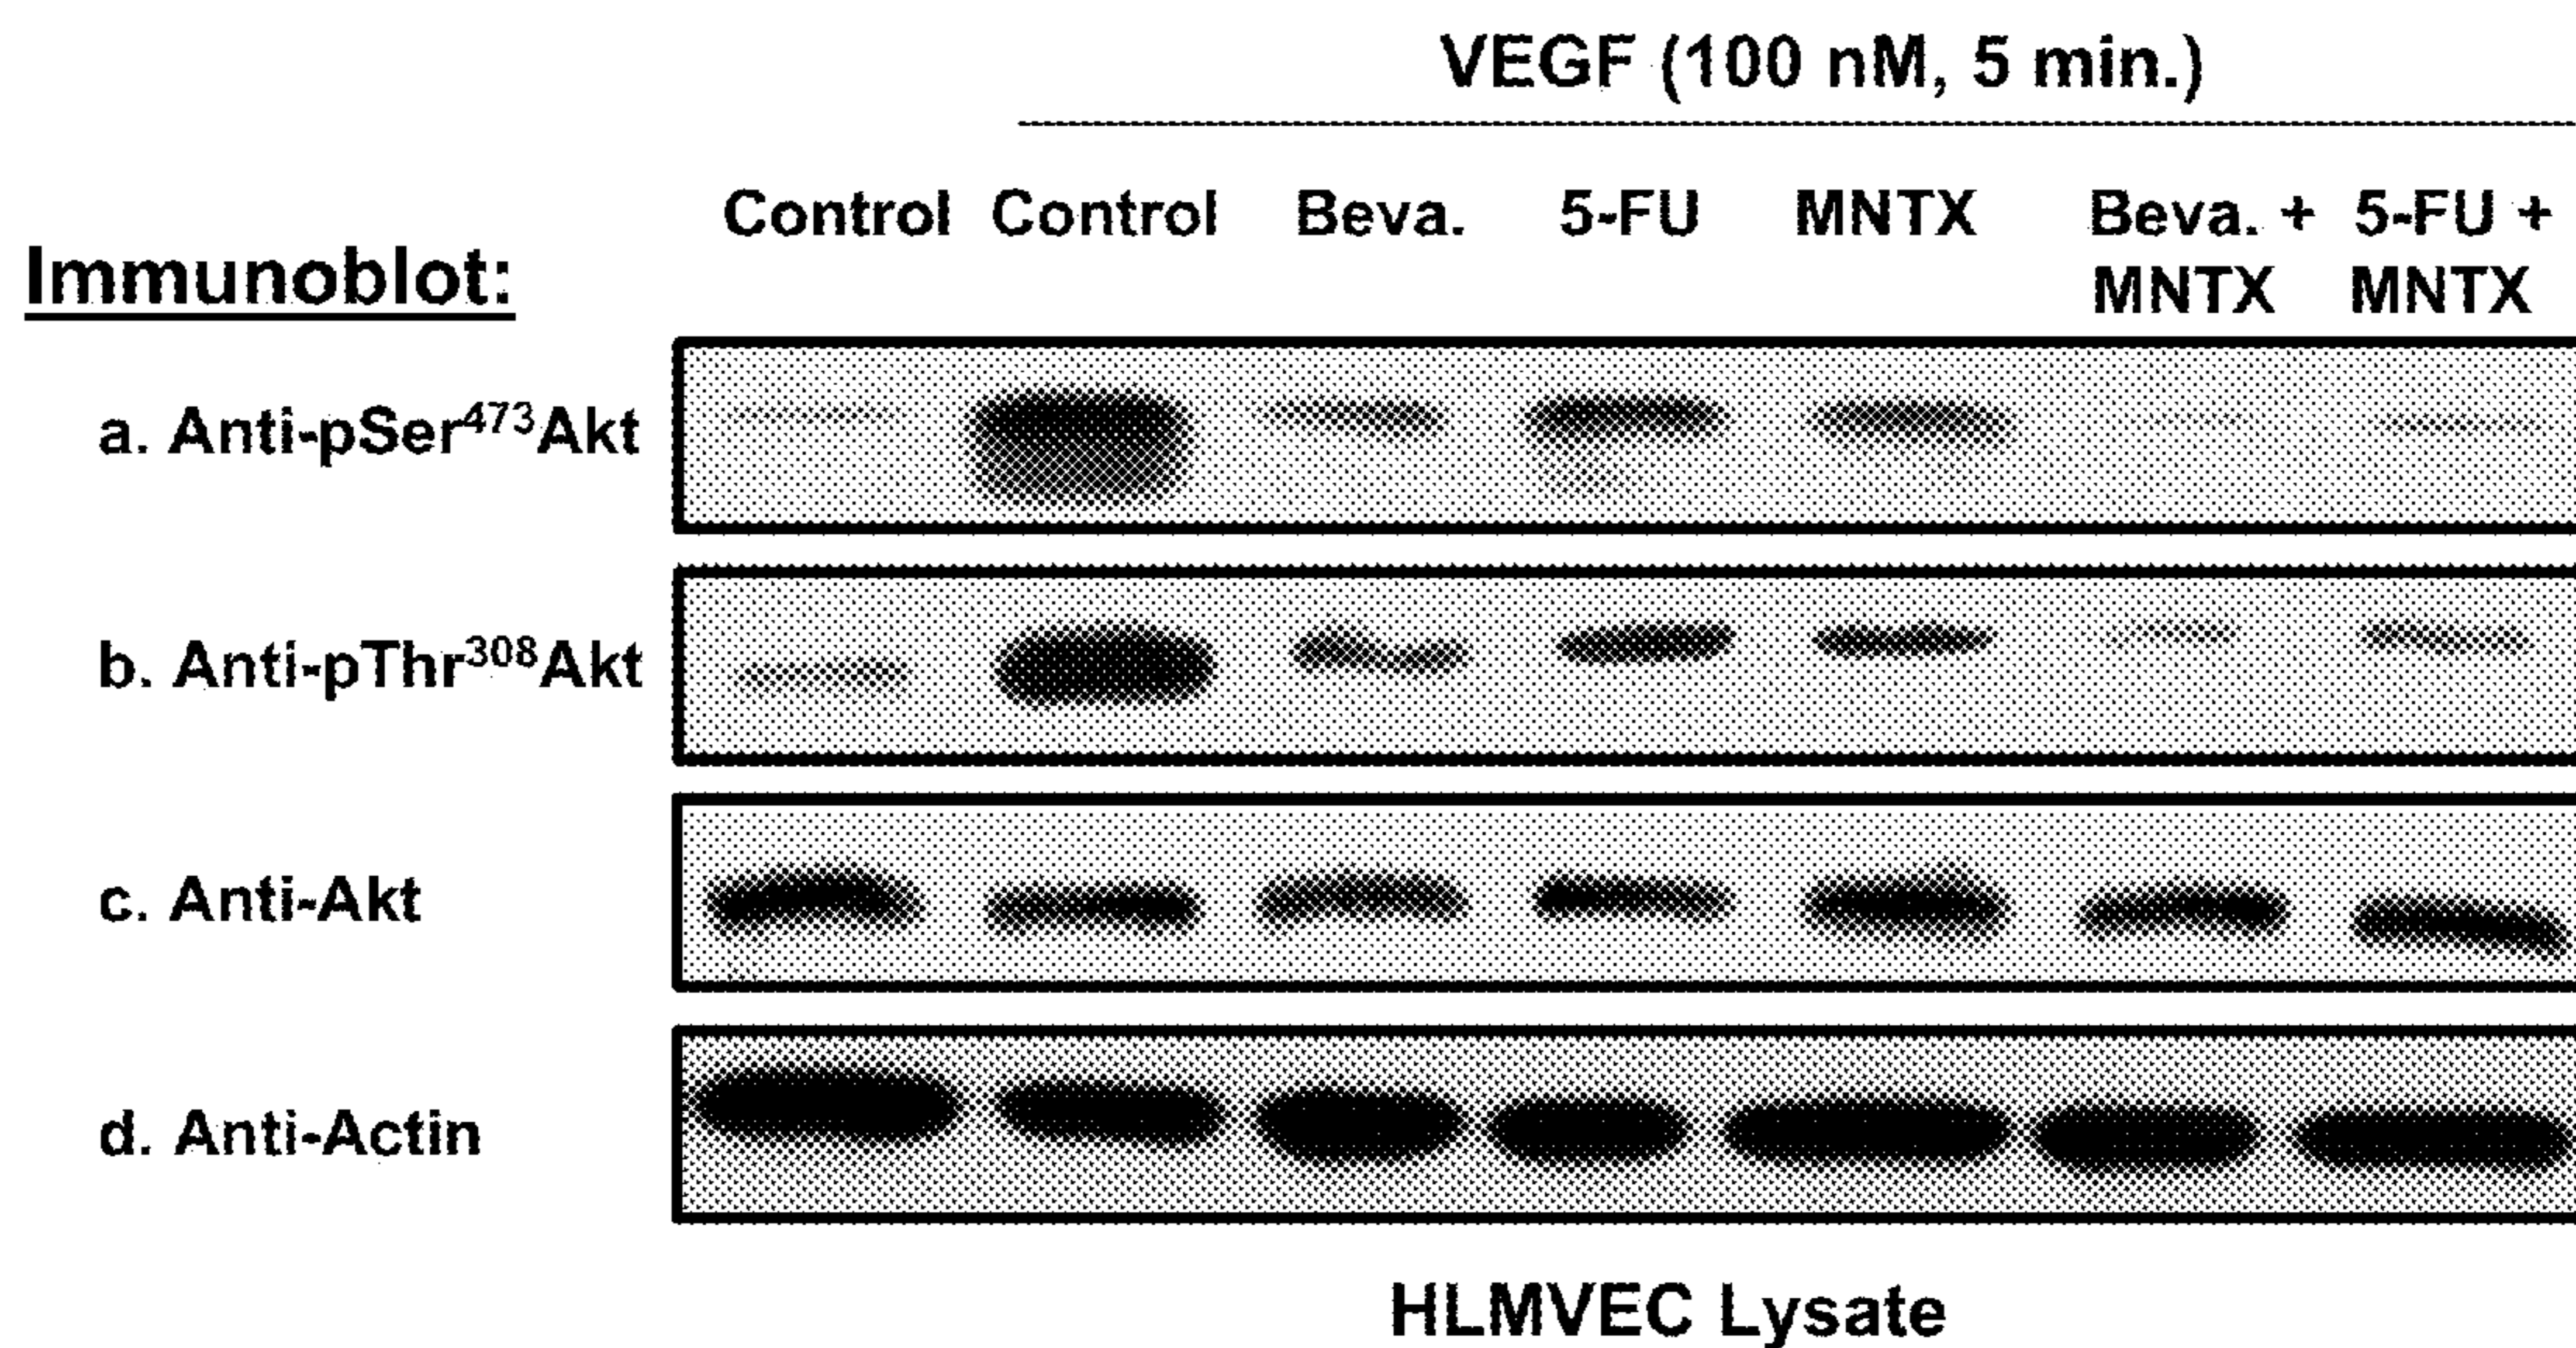 VEGF (100 nM, 5 min.)
Control Control Beva. 5-FU MNTX Beva. + 5-FU +
MNTX MNTX
Immunoblot:
a. Anti-pSer⁴⁷³Akt
b. Anti-pThr³⁰⁸Akt
c. Anti-Akt
d. Anti-Actin
HLMVEC Lysate